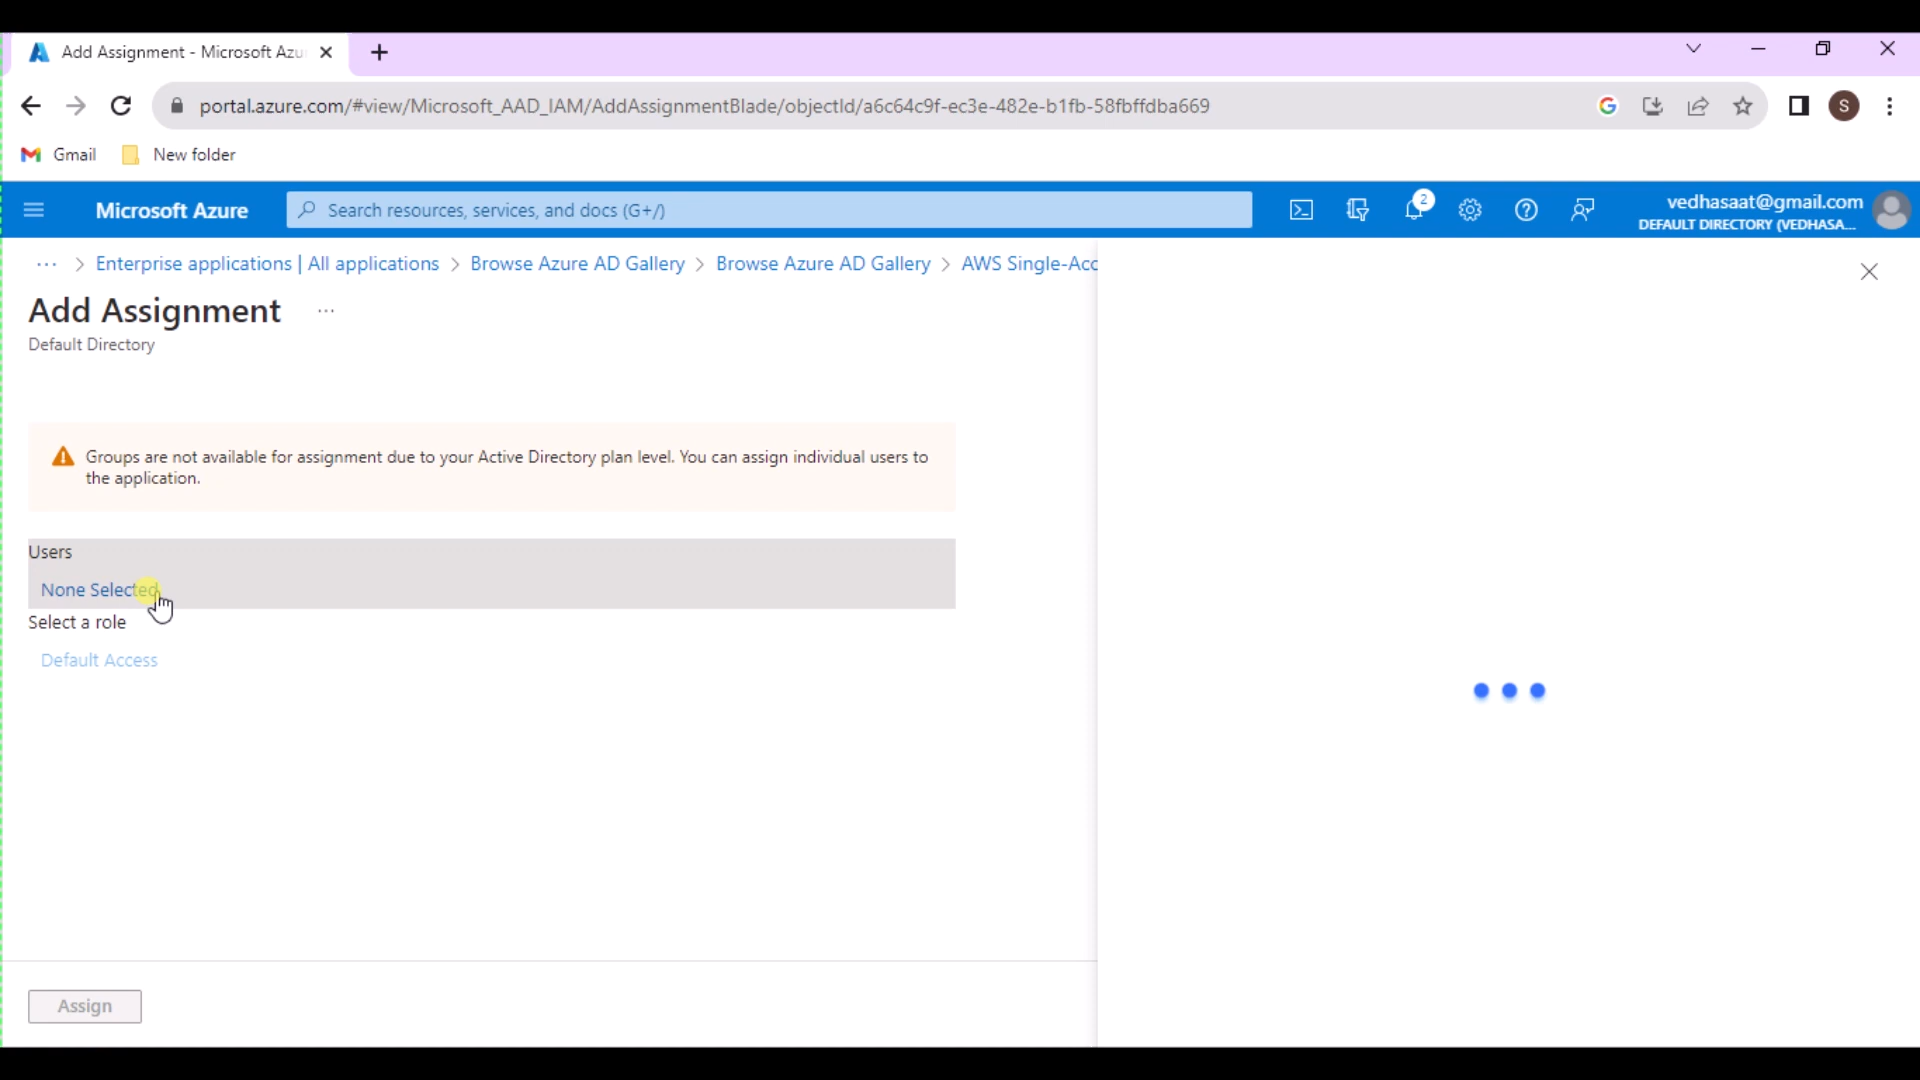 Add Assignment - Microsoft Azu
portal.azure.com/#view/Microsoft_AAD_IAM/AddAssignmentBlade/objectId/a6c64c9f-ec3e-482e-b1fb-58fbffdba669
S
Gmail New folder
Microsoft Azure
Search resources, services, and docs (G+/)
2
vedhasaat@gmail.com
DEFAULT DIRECTORY (VEDHASA...
... > Enterprise applications | All applications > Browse Azure AD Gallery > Browse Azure AD Gallery > AWS Single-Acc
Add Assignment ...
Default Directory
Groups are not available for assignment due to your Active Directory plan level. You can assign individual users to
the application.
Users
None Selected
Select a role
Default Access
Assign